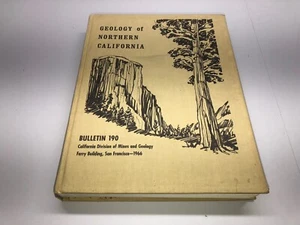 GEOLOGY of
NORTHERN
CALIFORNIA
BULLETIN 190
California Division of Mines and Geology
Ferry Building, San Francisco—1966